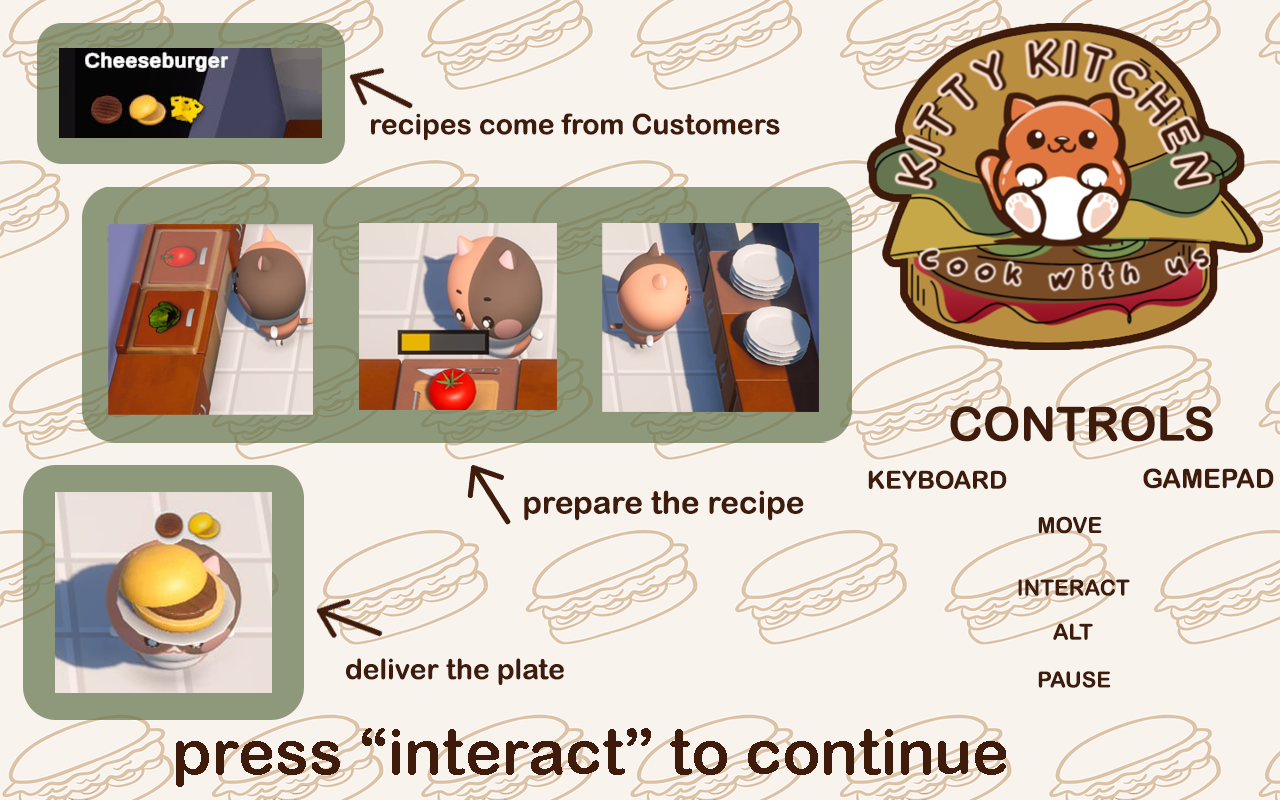 Cheeseburger
recipes come from Customers
KITTY KITCHEN
cook with us
prepare the recipe
deliver the plate
CONTROLS
KEYBOARD GAMEPAD
MOVE
INTERACT
ALT
PAUSE
press “interact” to continue